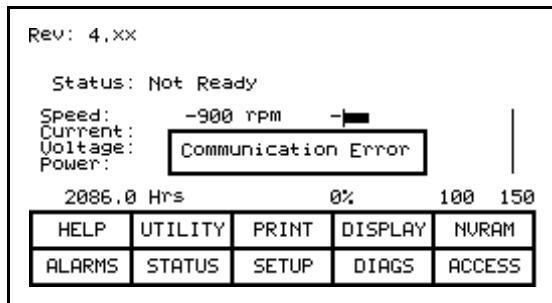 Rev: 4.xx
Status: Not Ready
Speed: -900 rpm
Current:
Voltage:
Power:
Communication Error
2086.0 Hrs 0% 100 150
HELP UTILITY PRINT DISPLAY NVRAM
ALARMS STATUS SETUP DIAGS ACCESS